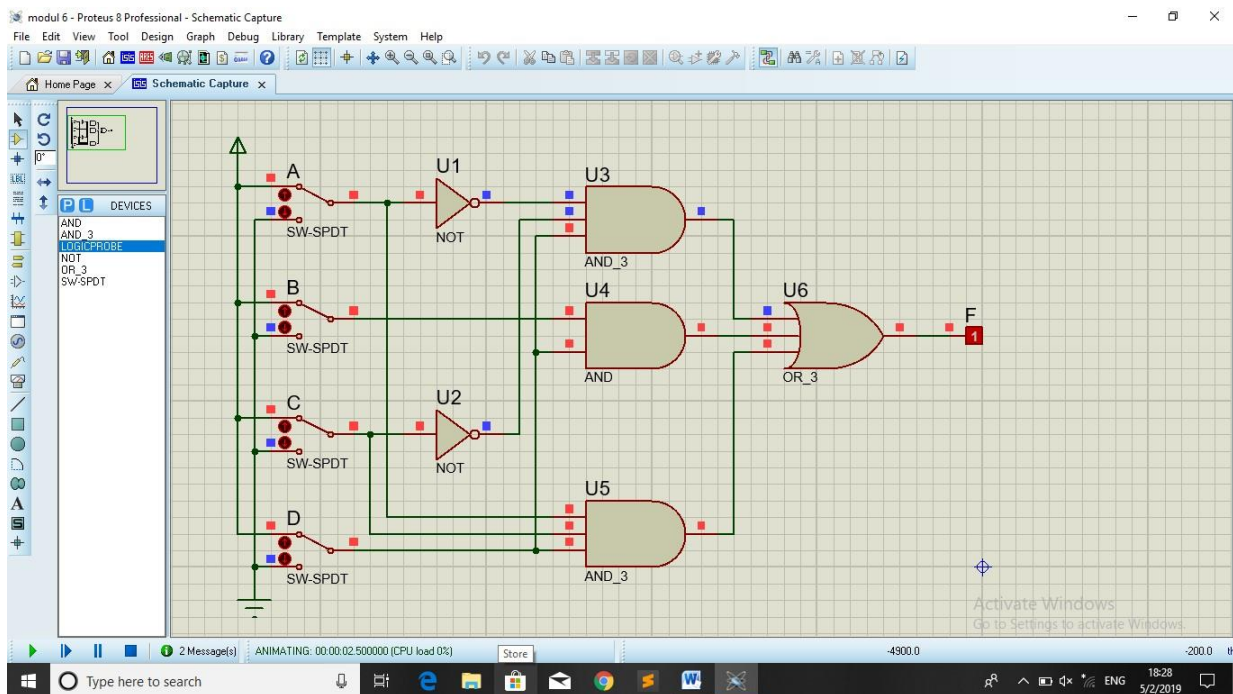 modul 6 - Proteus 8 Professional - Schematic Capture
File Edit View Tool Design Graph Debug Library Template System Help
Home Page x Schematic Capture x
0°
P L DEVICES
AND
AND_3
LOGICPROBE
NOT
OR_3
SW-SPDT
A
SW-SPDT
U1
NOT
U3
AND_3
B
SW-SPDT
U4
AND
U6
OR_3
F
1
C
SW-SPDT
U2
NOT
D
SW-SPDT
U5
AND_3
Activate Windows
Go to Settings to activate Windows.
2 Message(s) ANIMATING: 00:00:02.500000 (CPU load 0%) -4900.0 -200.0
Store
Type here to search
ENG
18:28
5/2/2019